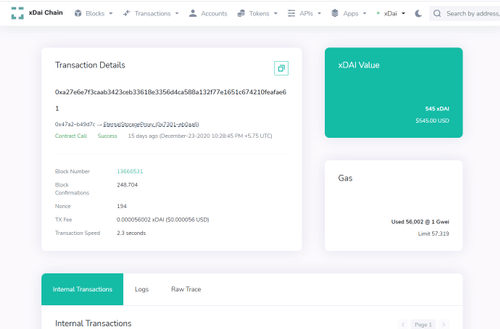 xDai Chain Blocks Transactions Accounts Tokens APIs Apps xDai Search by address,
Transaction Details
0xa27e6e7f3caab3423ceb33618e3356d4ca588a132f77e1651c674210feafae6
1
0x47a2–b49d7c → EternalStorageProxy (0x7301–eb0aa8)
Contract Call Success 15 days ago (December-23-2020 10:28:45 PM +5.75 UTC)
Block Number 13666531
Block
Confirmations
248,704
Nonce 194
TX Fee 0.000056002 xDAI ($0.000056 USD)
Transaction Speed 2.3 seconds
xDAI Value
545 xDAI
$545.00 USD
Gas
Used 56,002 @ 1 Gwei
Limit 57,319
Internal Transactions Logs Raw Trace
Internal Transactions
Page 1